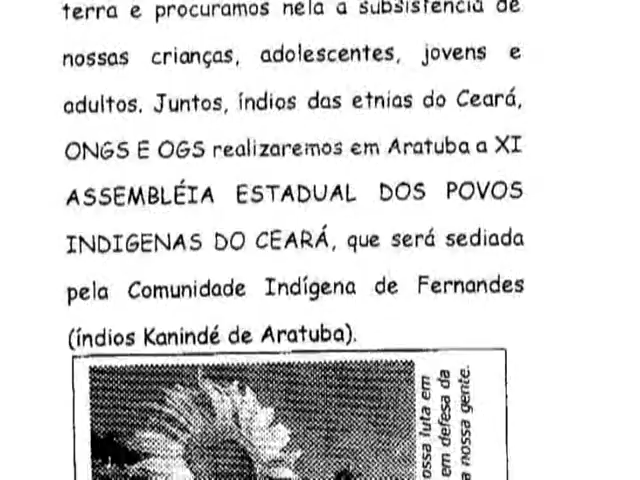 terra e procuramos nela a subsistência de
nossas crianças, adolescentes, jovens e
adultos. Juntos, índios das etnias do Ceará,
ONGS E OGS realizaremos em Aratuba a XI
ASSEMBLÉIA ESTADUAL DOS POVOS
INDIGENAS DO CEARÁ, que será sediada
pela Comunidade Indígena de Fernandes
(índios Kanindé de Aratuba).
ossa luta em
em defesa da
a nossa gente.